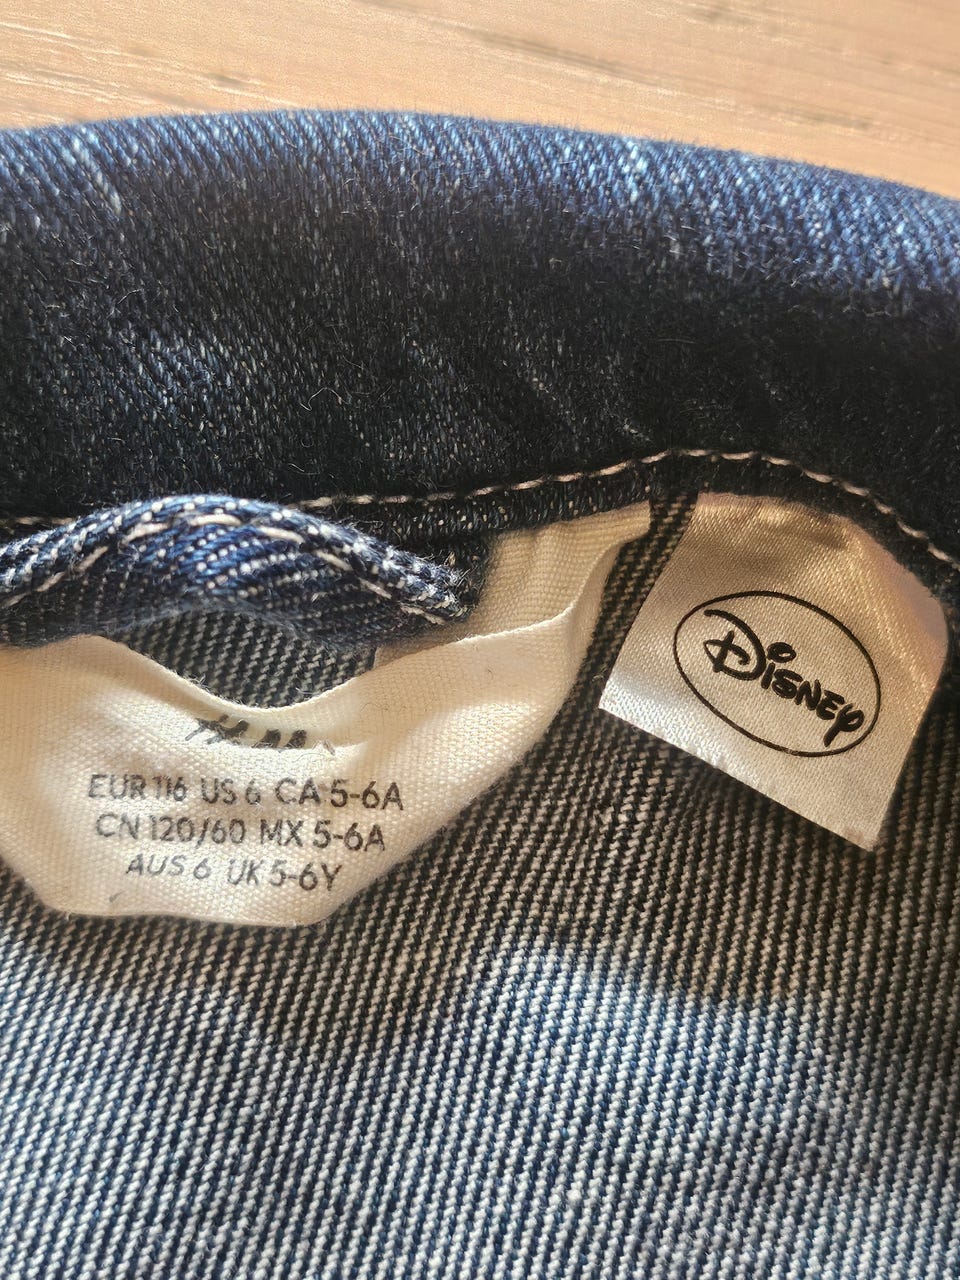 EUR 116 US 6 CA 5-6A
CN 120/60 MX 5-6A
AUS 6 UK 5-6Y
Disney